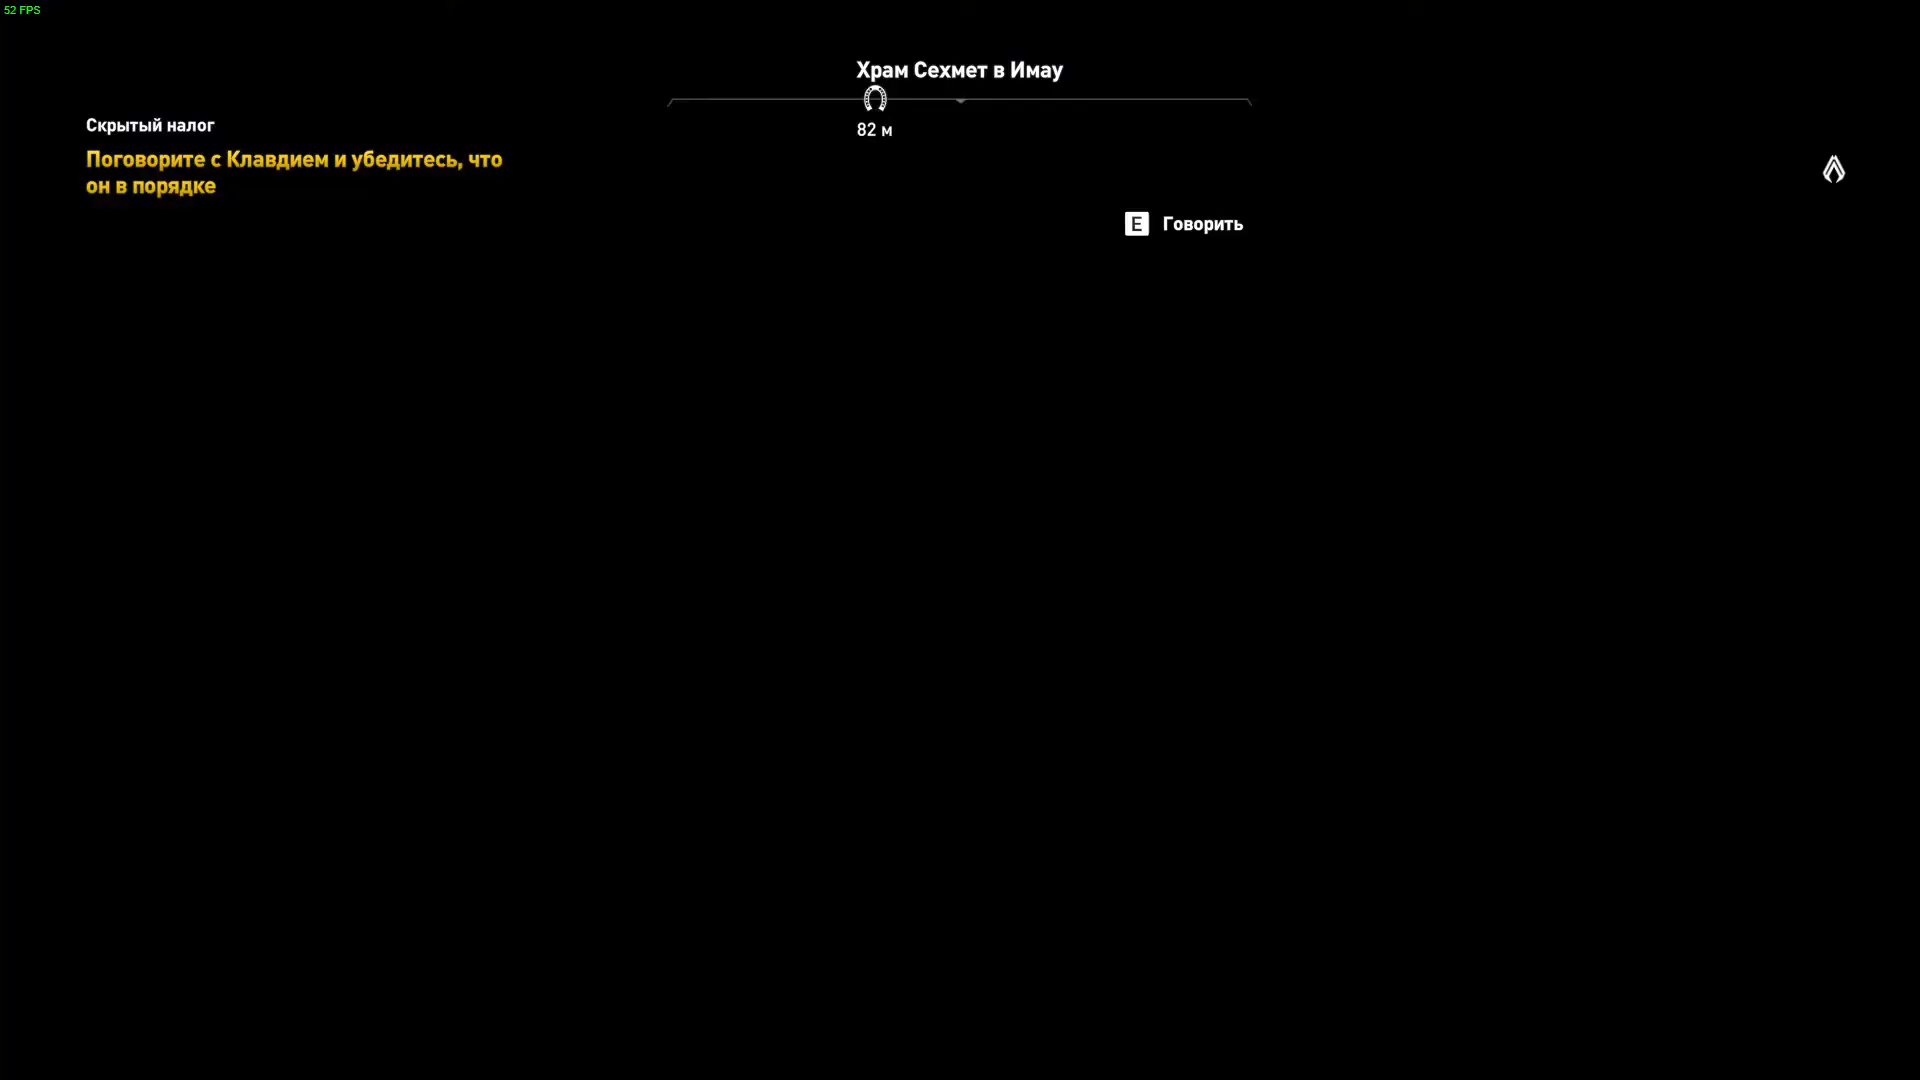 52 FPS
Храм Сехмет в Имау
82 м
Скрытый налог
Поговорите с Клавдием и убедитесь, что
он в порядке
E Говорить